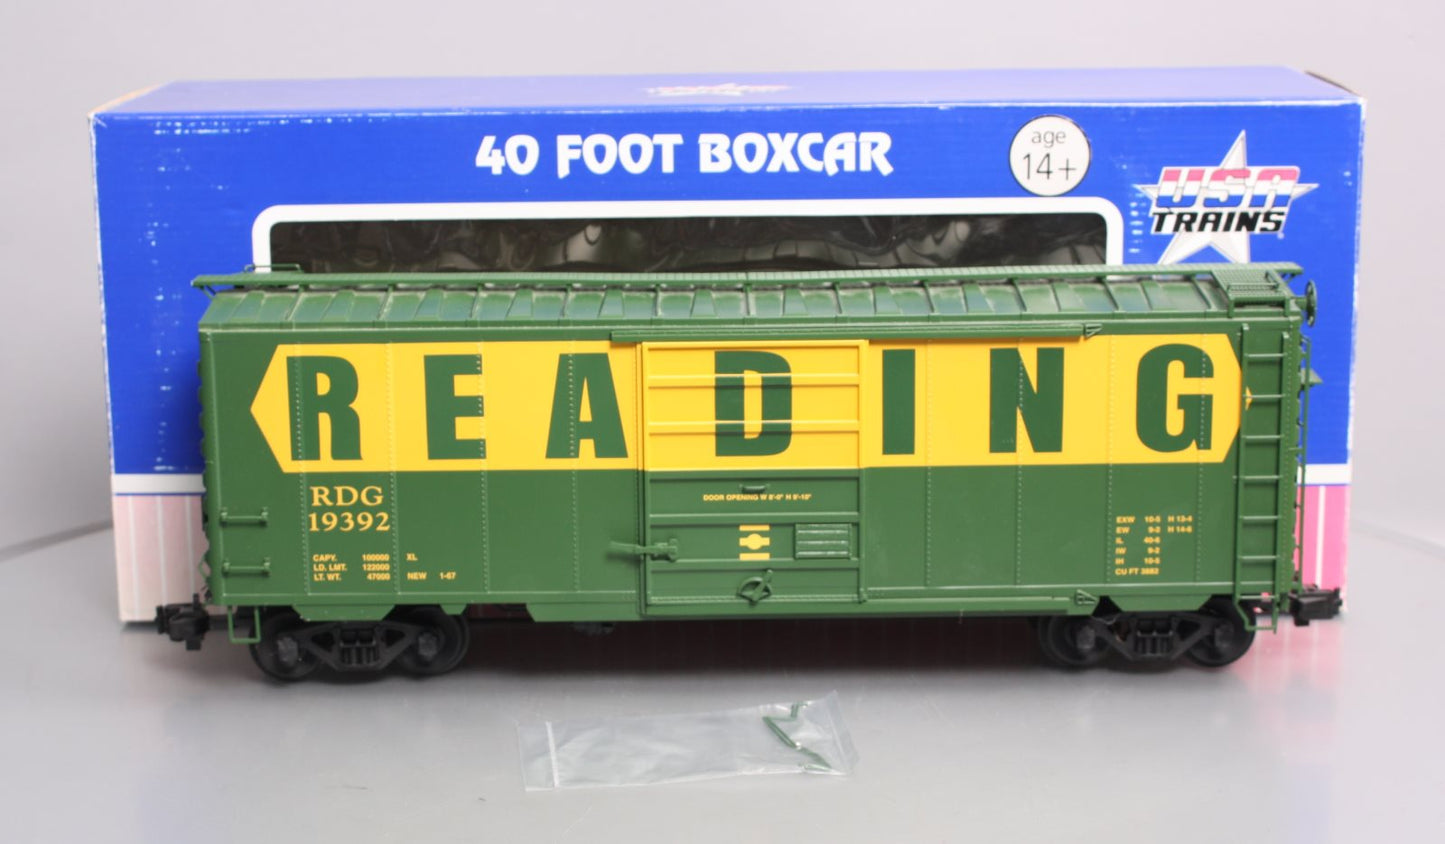 40 FOOT BOXCAR
age
14+
USA
TRAINS
READING
RDG
19392
DOOR OPENING W 8'-0" H 9'-10"
CAPY. 100000 XL
LD. LMT. 122000
LT. WT. 47000 NEW 1-67
EXW 10-5 H 13-4
EW 9-2 H 14-6
IL 40-6
IW 9-2
IH 10-5
CU FT 3882